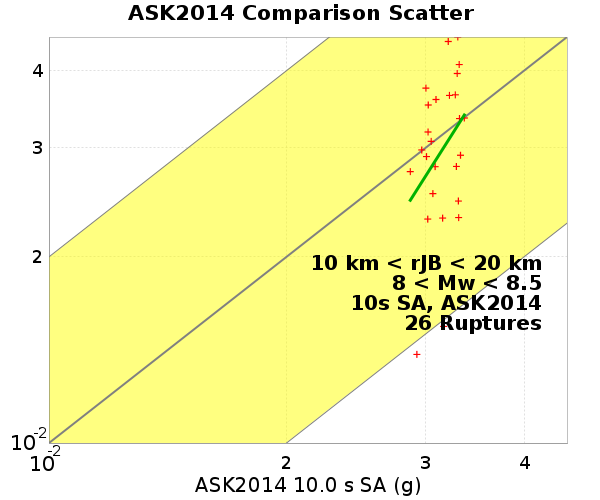 ASK2014 Comparison Scatter
4
3
2
10 km < rJB < 20 km
8 < Mw < 8.5
10s SA, ASK2014
26 Ruptures
10-2
10-2 2 3 4
ASK2014 10.0 s SA (g)